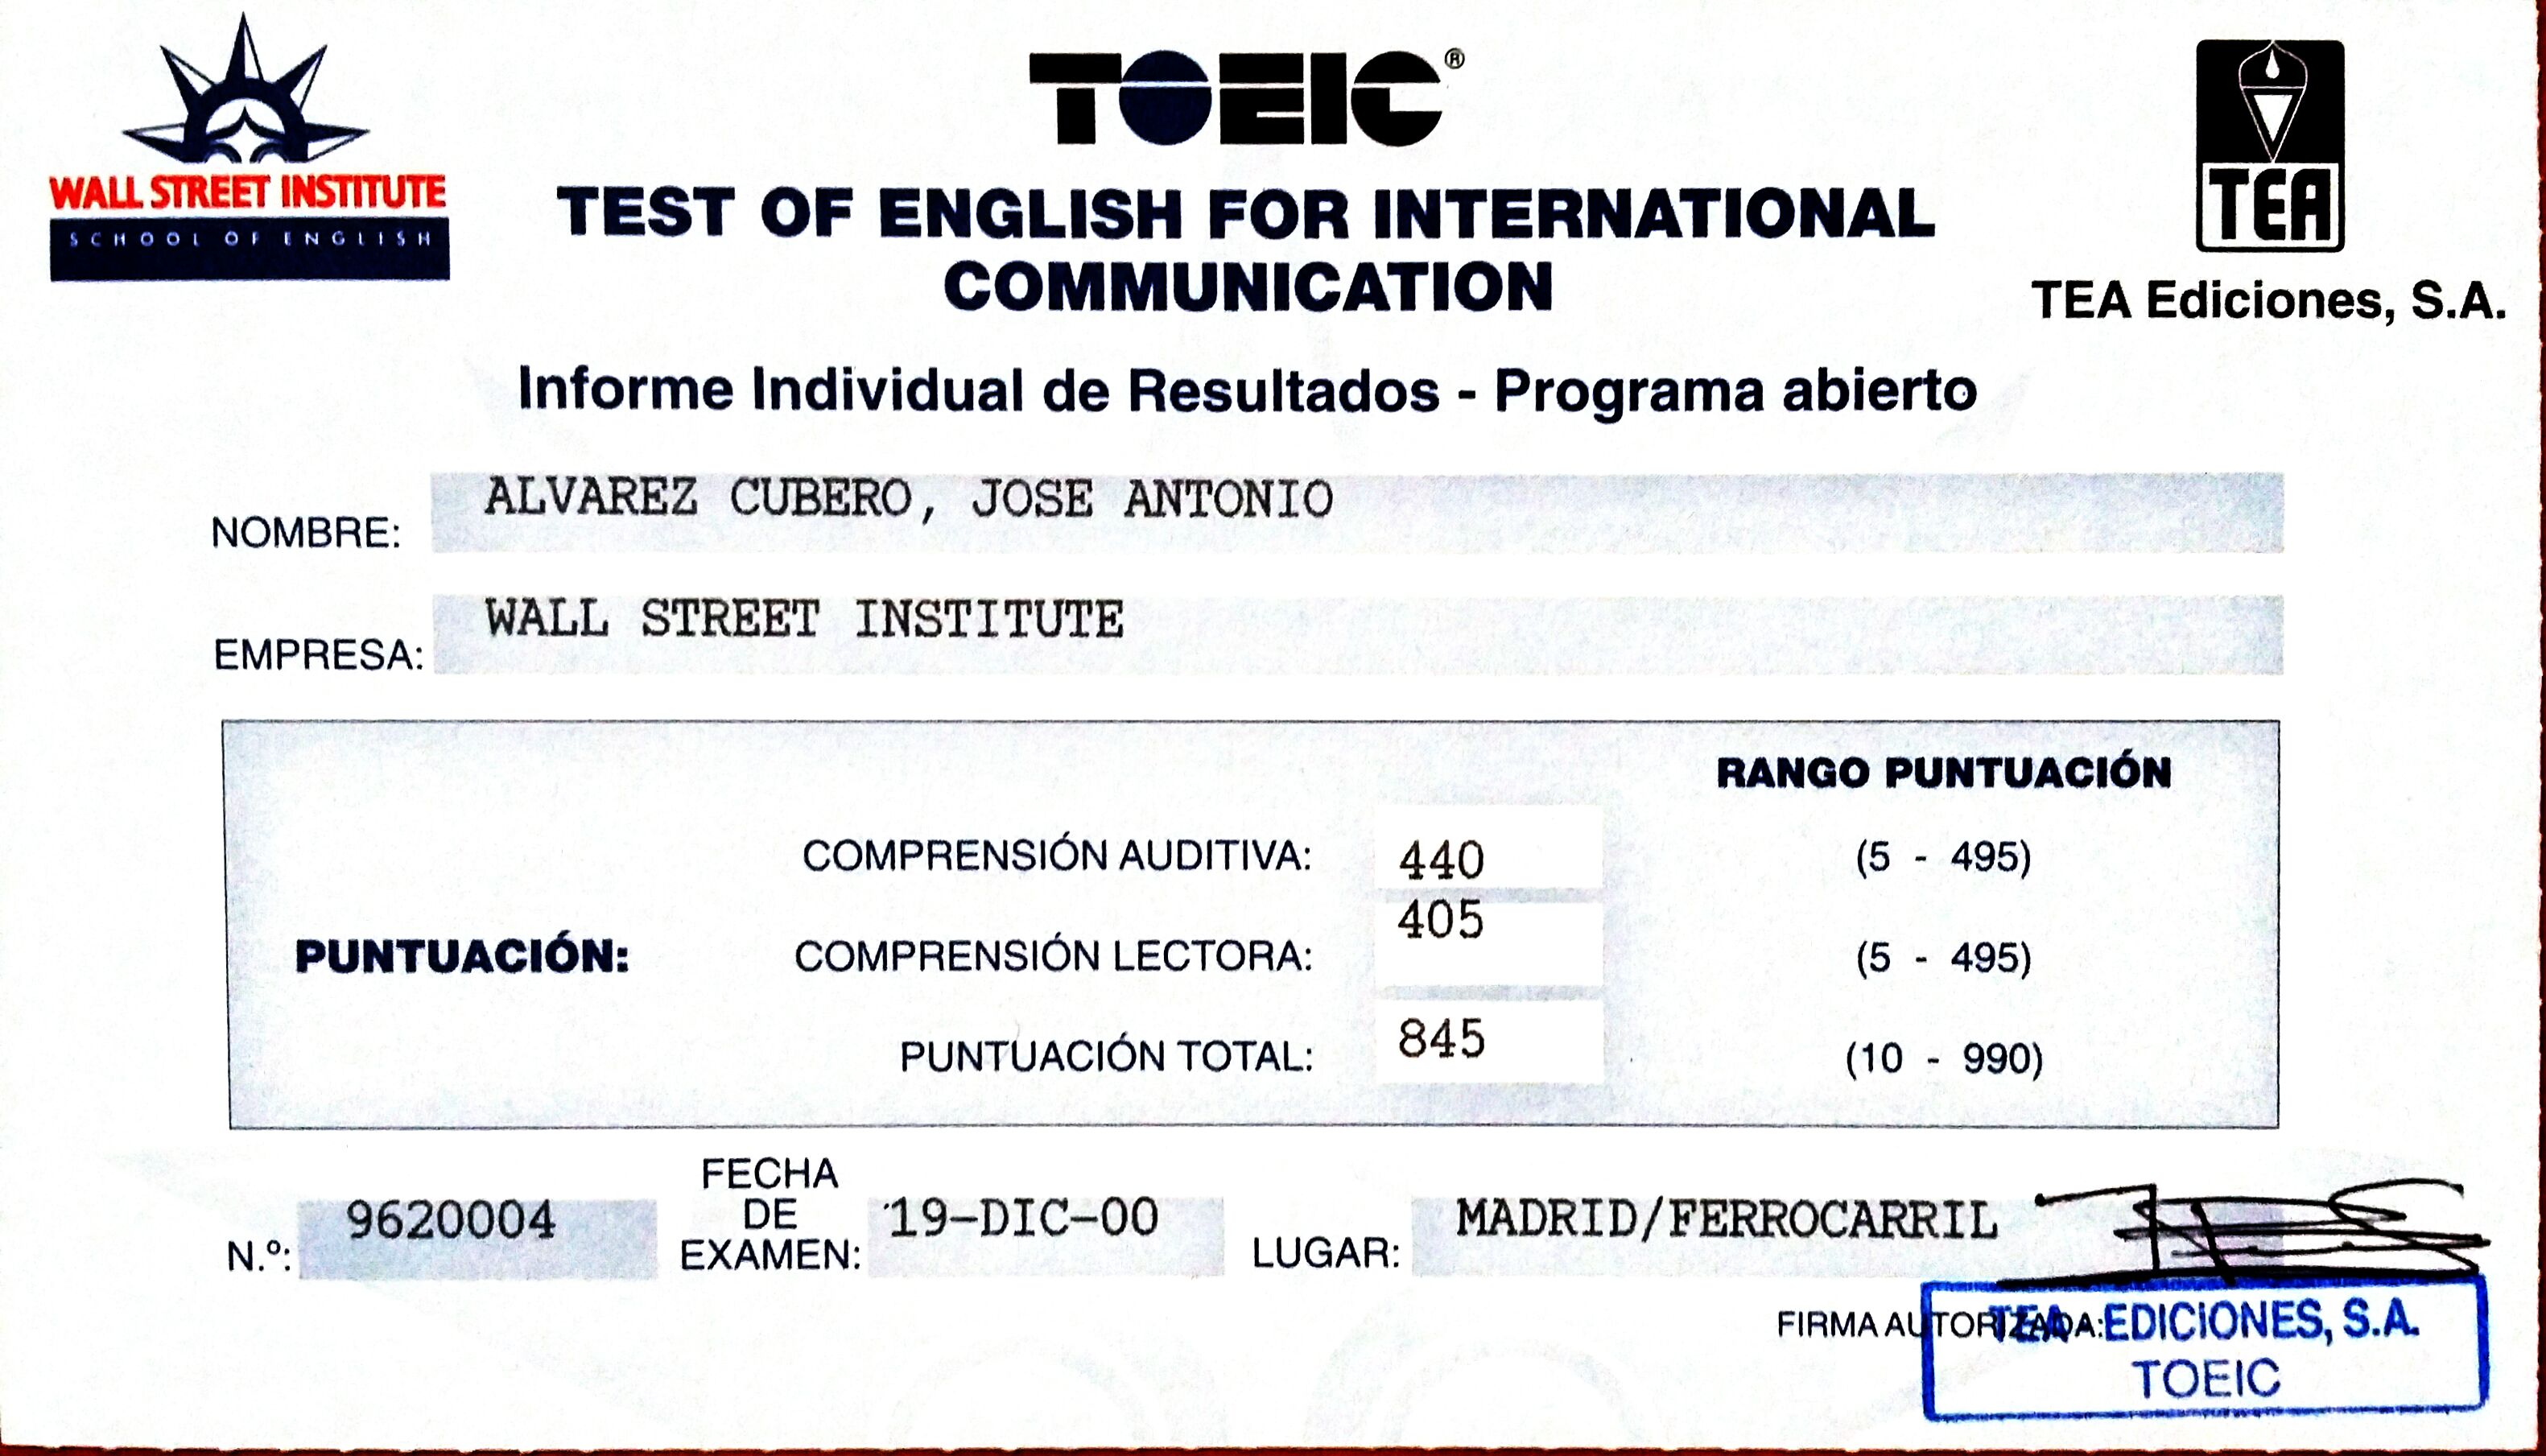 WALL STREET INSTITUTE
SCHOOL OF ENGLISH
TOEIC®
TEST OF ENGLISH FOR INTERNATIONAL
COMMUNICATION
TEA
TEA Ediciones, S.A.
Informe Individual de Resultados - Programa abierto
NOMBRE: ALVAREZ CUBERO, JOSE ANTONIO
EMPRESA: WALL STREET INSTITUTE
RANGO PUNTUACIÓN
COMPRENSIÓN AUDITIVA: 440 (5 - 495)
PUNTUACIÓN: COMPRENSIÓN LECTORA: 405 (5 - 495)
PUNTUACIÓN TOTAL: 845 (10 - 990)
N.º: 9620004
FECHA
DE
EXAMEN: 19-DIC-00
LUGAR: MADRID/FERROCARRIL
FIRMA AUTORIZADA:
TEA EDICIONES, S.A.
TOEIC